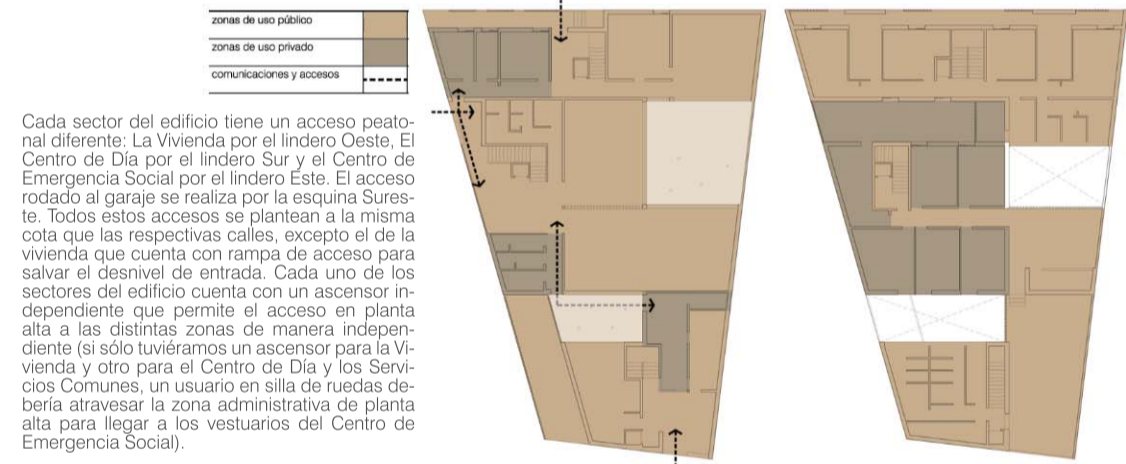 zonas de uso público
zonas de uso privado
comunicaciones y accesos
Cada sector del edificio tiene un acceso peato-
nal diferente: La Vivienda por el lindero Oeste, El
Centro de Día por el lindero Sur y el Centro de
Emergencia Social por el lindero Este. El acceso
rodado al garaje se realiza por la esquina Sures-
te. Todos estos accesos se plantean a la misma
cota que las respectivas calles, excepto el de la
vivienda que cuenta con rampa de acceso para
salvar el desnivel de entrada. Cada uno de los
sectores del edificio cuenta con un ascensor in-
dependiente que permite el acceso en planta
alta a las distintas zonas de manera indepen-
diente (si sólo tuviéramos un ascensor para la Vi-
vienda y otro para el Centro de Día y los Servi-
cios Comunes, un usuario en silla de ruedas de-
bería atravesar la zona administrativa de planta
alta para llegar a los vestuarios del Centro de
Emergencia Social).